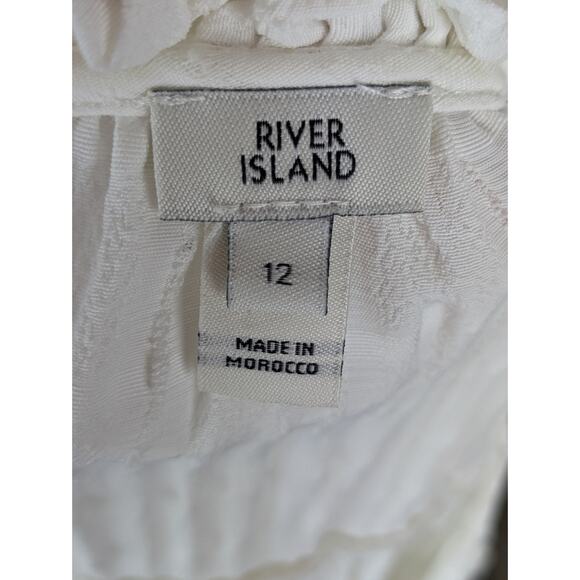 RIVER
ISLAND
12
MADE IN
MOROCCO